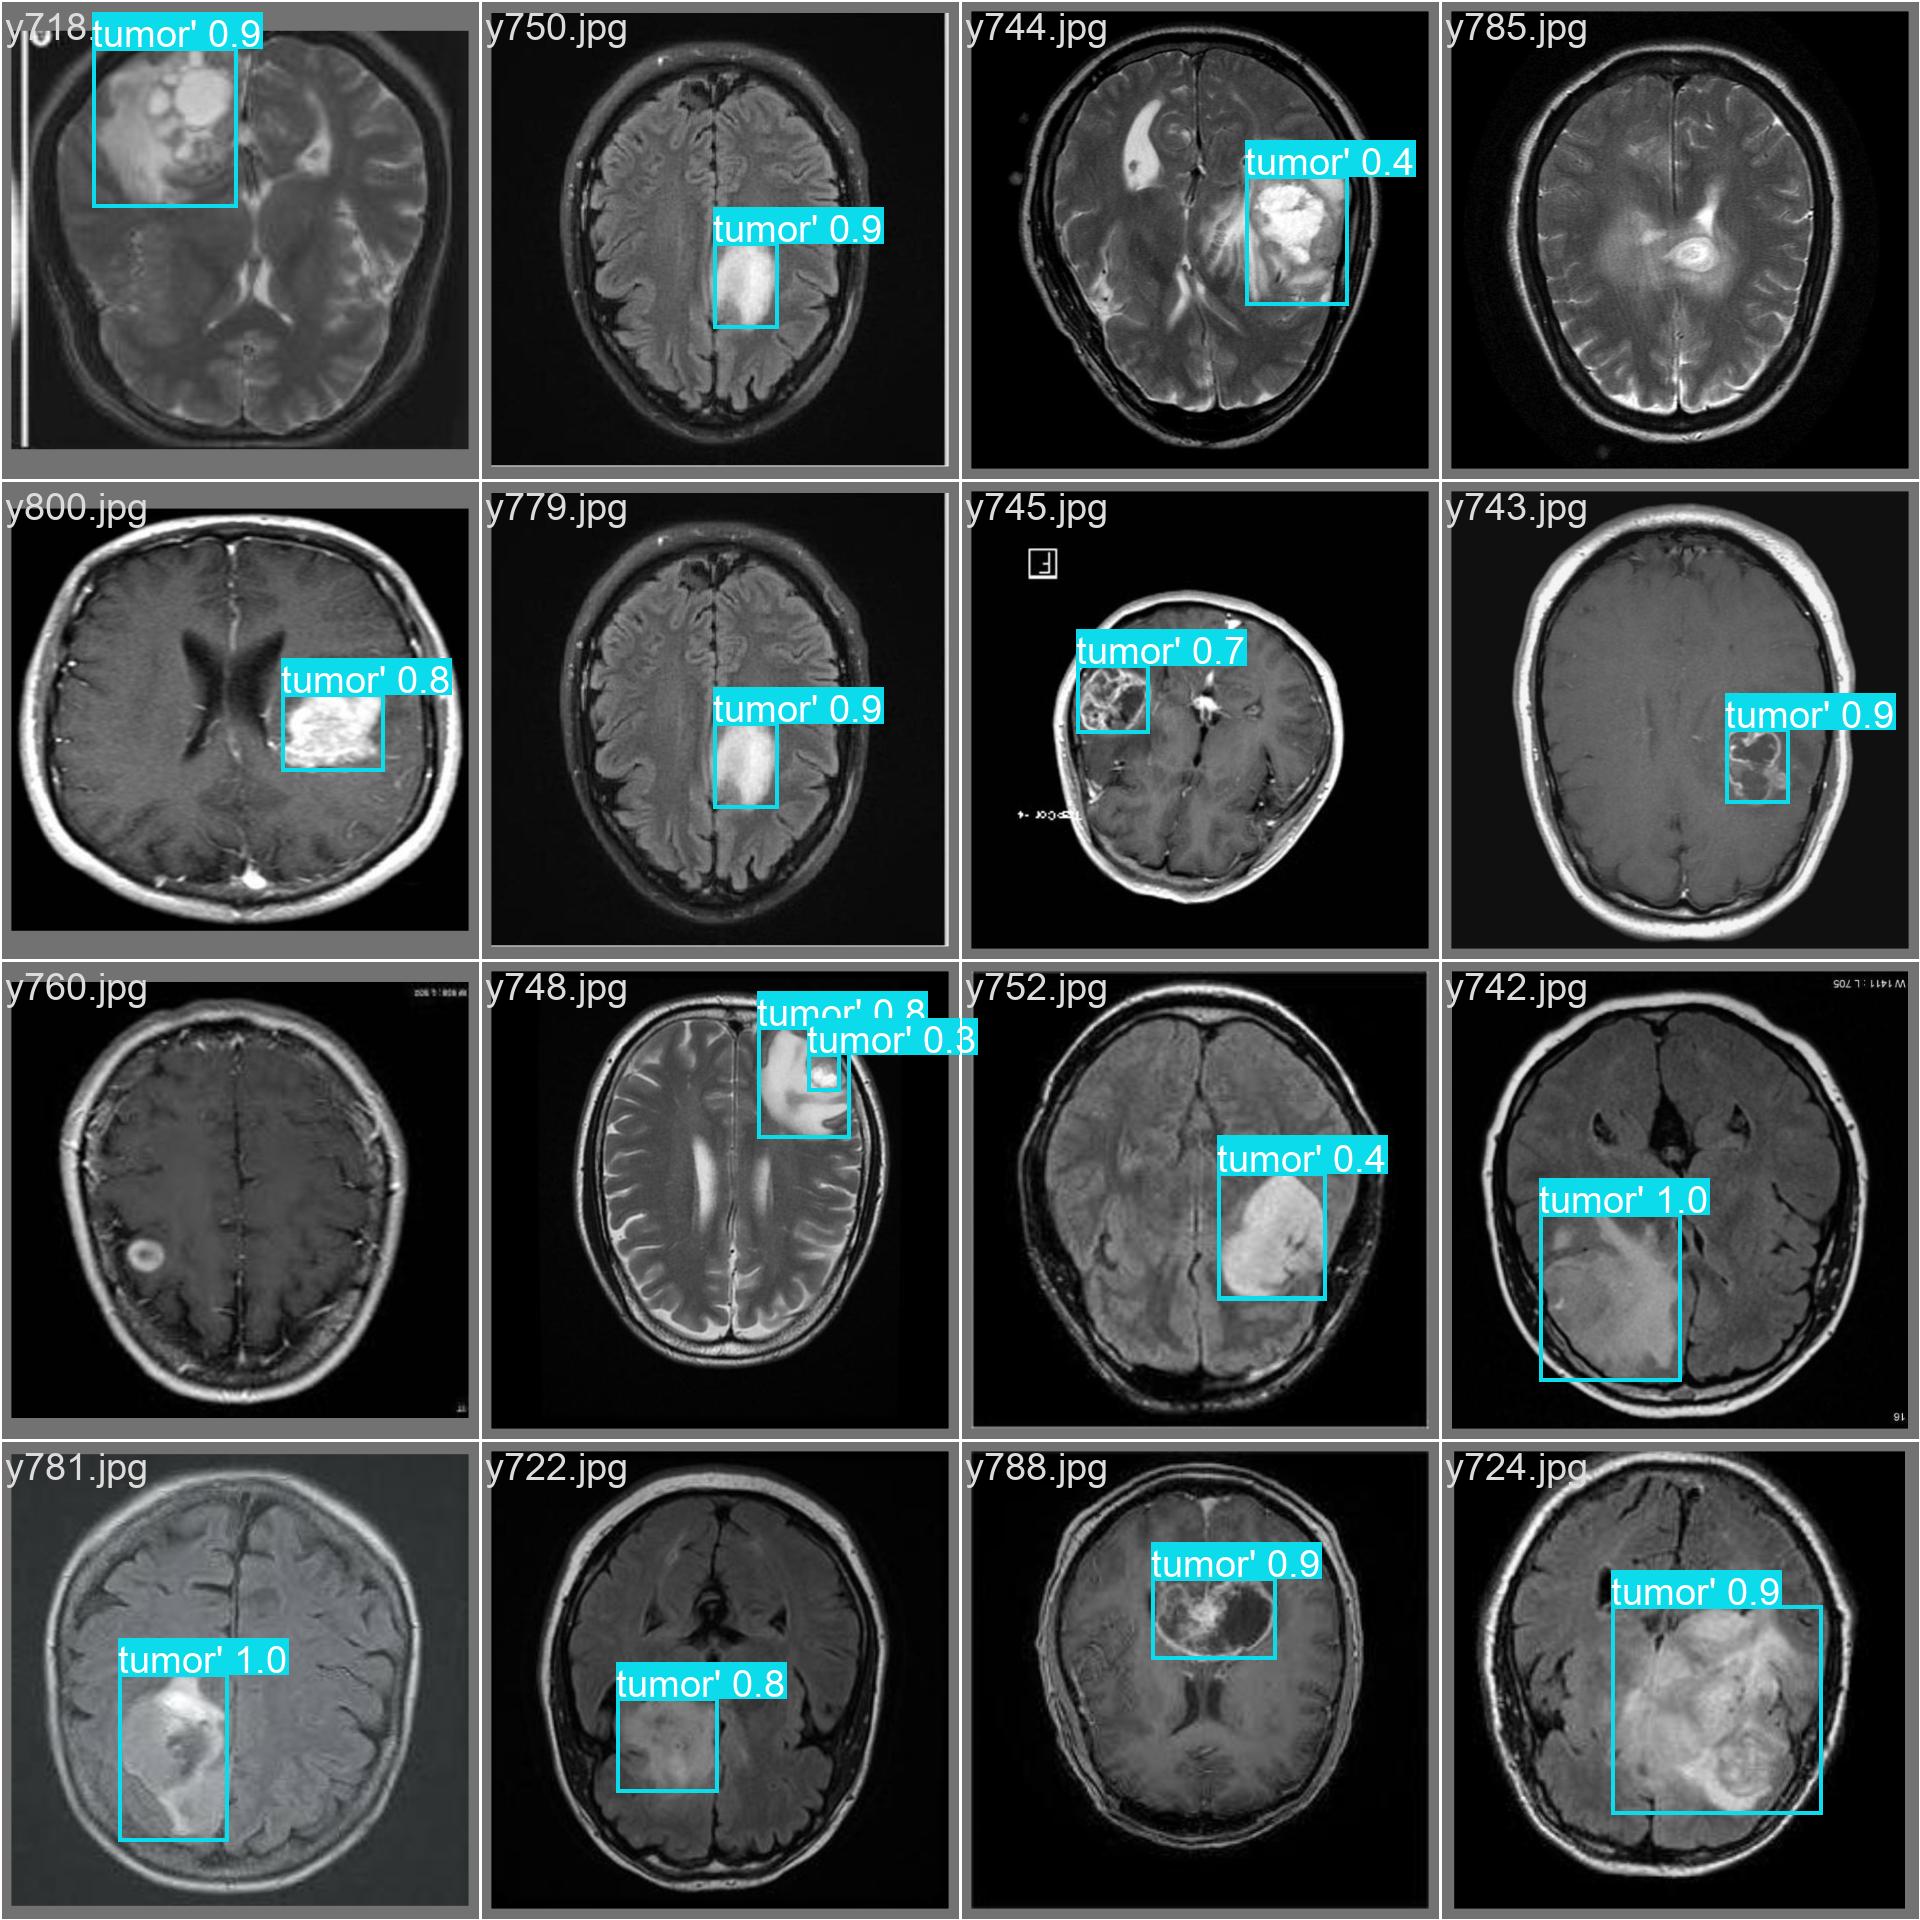 y718.
tumor' 0.9
y750.jpg
tumor' 0.9
y744.jpg
tumor' 0.4
y785.jpg
y800.jpg
tumor' 0.8
y779.jpg
tumor' 0.9
y745.jpg
F
tumor' 0.7
y743.jpg
tumor' 0.9
y760.jpg
y748.jpg
tumor' 0.8
tumor' 0.3
y752.jpg
tumor' 0.4
y742.jpg
W 1411 : L 705
tumor' 1.0
16
y781.jpg
tumor' 1.0
y722.jpg
tumor' 0.8
y788.jpg
tumor' 0.9
y724.jpg
tumor' 0.9